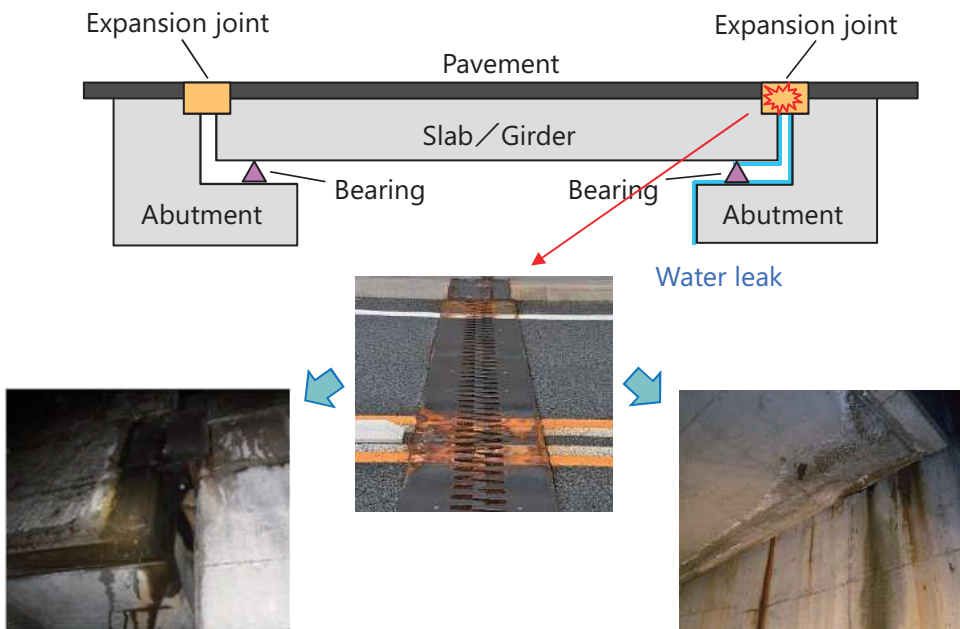 Expansion joint
Expansion joint
Pavement
Slab／Girder
Bearing
Bearing
Abutment
Abutment
Water leak